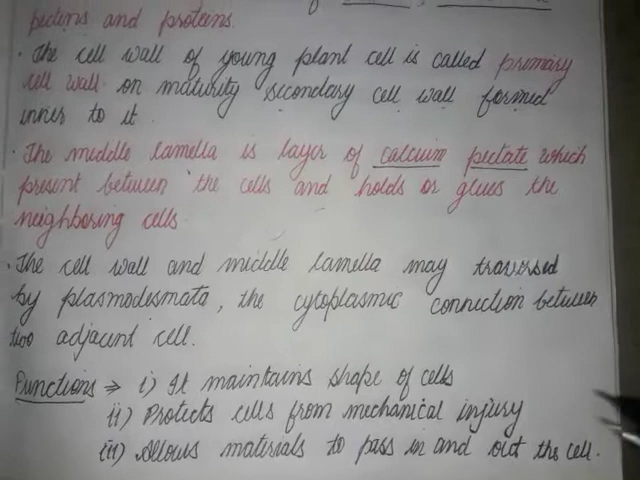 of
pectins and proteins.
· The cell wall of young plant cell is called primary
cell wall on maturity secondary cell wall formed
inner to it.
· The middle lamella is layer of calcium pectate which
present between the cells and holds or glues the
neighboring cells
· The cell wall and middle lamella may traversed
by plasmodesmata, the cytoplasmic connection between
two adjacent cell.
Functions ⇒ i) It maintains shape of cells
ii) Protects cells from mechanical injury
(iii) Allows materials to pass in and out the cell.